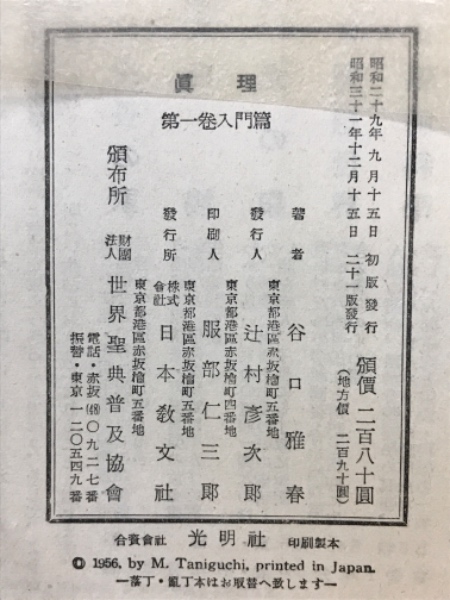 眞理
第一卷入門篇
昭和二十九年 九月十五日 初版發行
昭和三十一年十二月十五日 二十一版發行
頒價 二百八十圓
(地方價 二百九十圓)
著者 谷口雅春
東京都港區赤坂檜町五番地
發行人 辻村彥次郎
東京都港區赤坂檜町四番地
印刷人 服部仁三郎
東京都港區赤坂檜町五番地
發行所 株式會社 日本敎文社
東京都港區赤坂檜町五番地
頒布所 財團法人 世界聖典普及協會
電話・赤坂(48)〇九二七番
振替・東京 一二〇五四九番
合資會社 光明社 印刷製本
© 1956, by M. Taniguchi, printed in Japan.
—落丁・亂丁本はお取替へ致します—